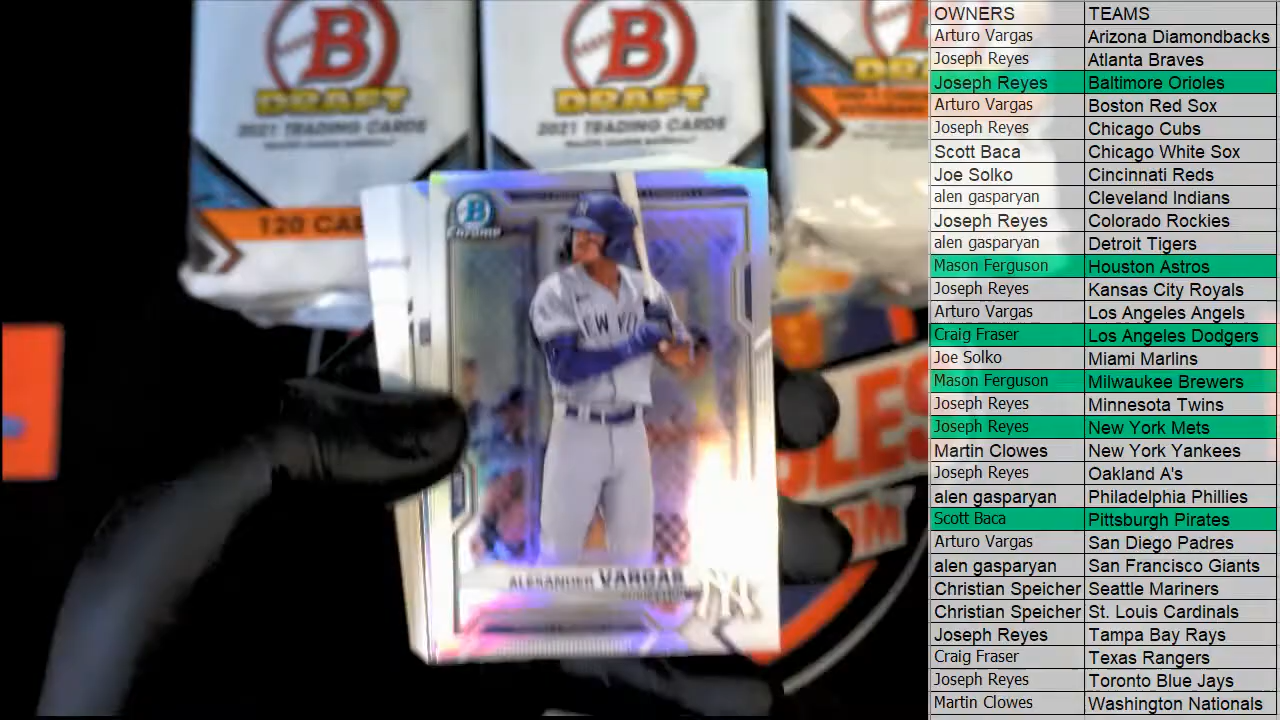 B
DRAFT
2021 TRADING CARDS
B
DRAFT
2021 TRADING CARDS
120 CAR
B
Chrome
NEW YO
ALEXANDER VARGAS
NY
OWNERS TEAMS
Arturo Vargas Arizona Diamondbacks
Joseph Reyes Atlanta Braves
Joseph Reyes Baltimore Orioles
Arturo Vargas Boston Red Sox
Joseph Reyes Chicago Cubs
Scott Baca Chicago White Sox
Joe Solko Cincinnati Reds
alen gasparyan Cleveland Indians
Joseph Reyes Colorado Rockies
alen gasparyan Detroit Tigers
Mason Ferguson Houston Astros
Joseph Reyes Kansas City Royals
Arturo Vargas Los Angeles Angels
Craig Fraser Los Angeles Dodgers
Joe Solko Miami Marlins
Mason Ferguson Milwaukee Brewers
Joseph Reyes Minnesota Twins
Joseph Reyes New York Mets
Martin Clowes New York Yankees
Joseph Reyes Oakland A's
alen gasparyan Philadelphia Phillies
Scott Baca Pittsburgh Pirates
Arturo Vargas San Diego Padres
alen gasparyan San Francisco Giants
Christian Speicher Seattle Mariners
Christian Speicher St. Louis Cardinals
Joseph Reyes Tampa Bay Rays
Craig Fraser Texas Rangers
Joseph Reyes Toronto Blue Jays
Martin Clowes Washington Nationals